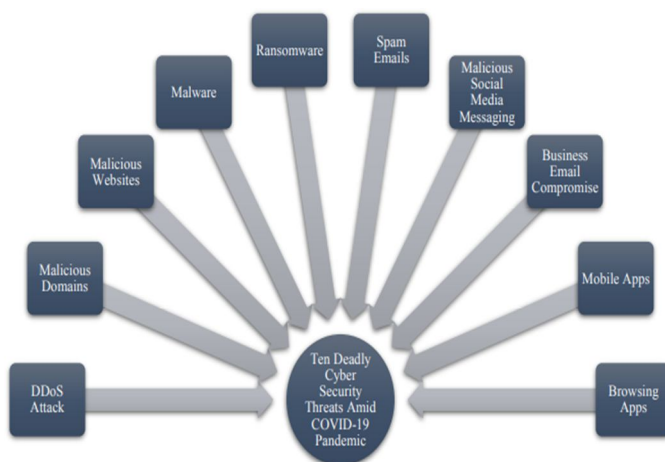 Ransomware
Spam
Emails
Malware
Malicious
Social
Media
Messaging
Malicious
Websites
Business
Email
Compromise
Malicious
Domains
Mobile Apps
DDoS
Attack
Ten Deadly
Cyber
Security
Threats Amid
COVID-19
Pandemic
Browsing
Apps